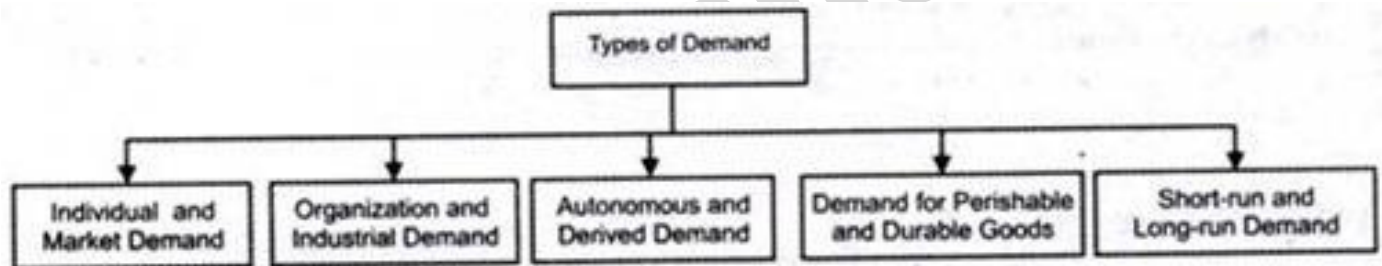 Types of Demand
Individual and
Market Demand
Organization and
Industrial Demand
Autonomous and
Derived Demand
Demand for Perishable
and Durable Goods
Short-run and
Long-run Demand